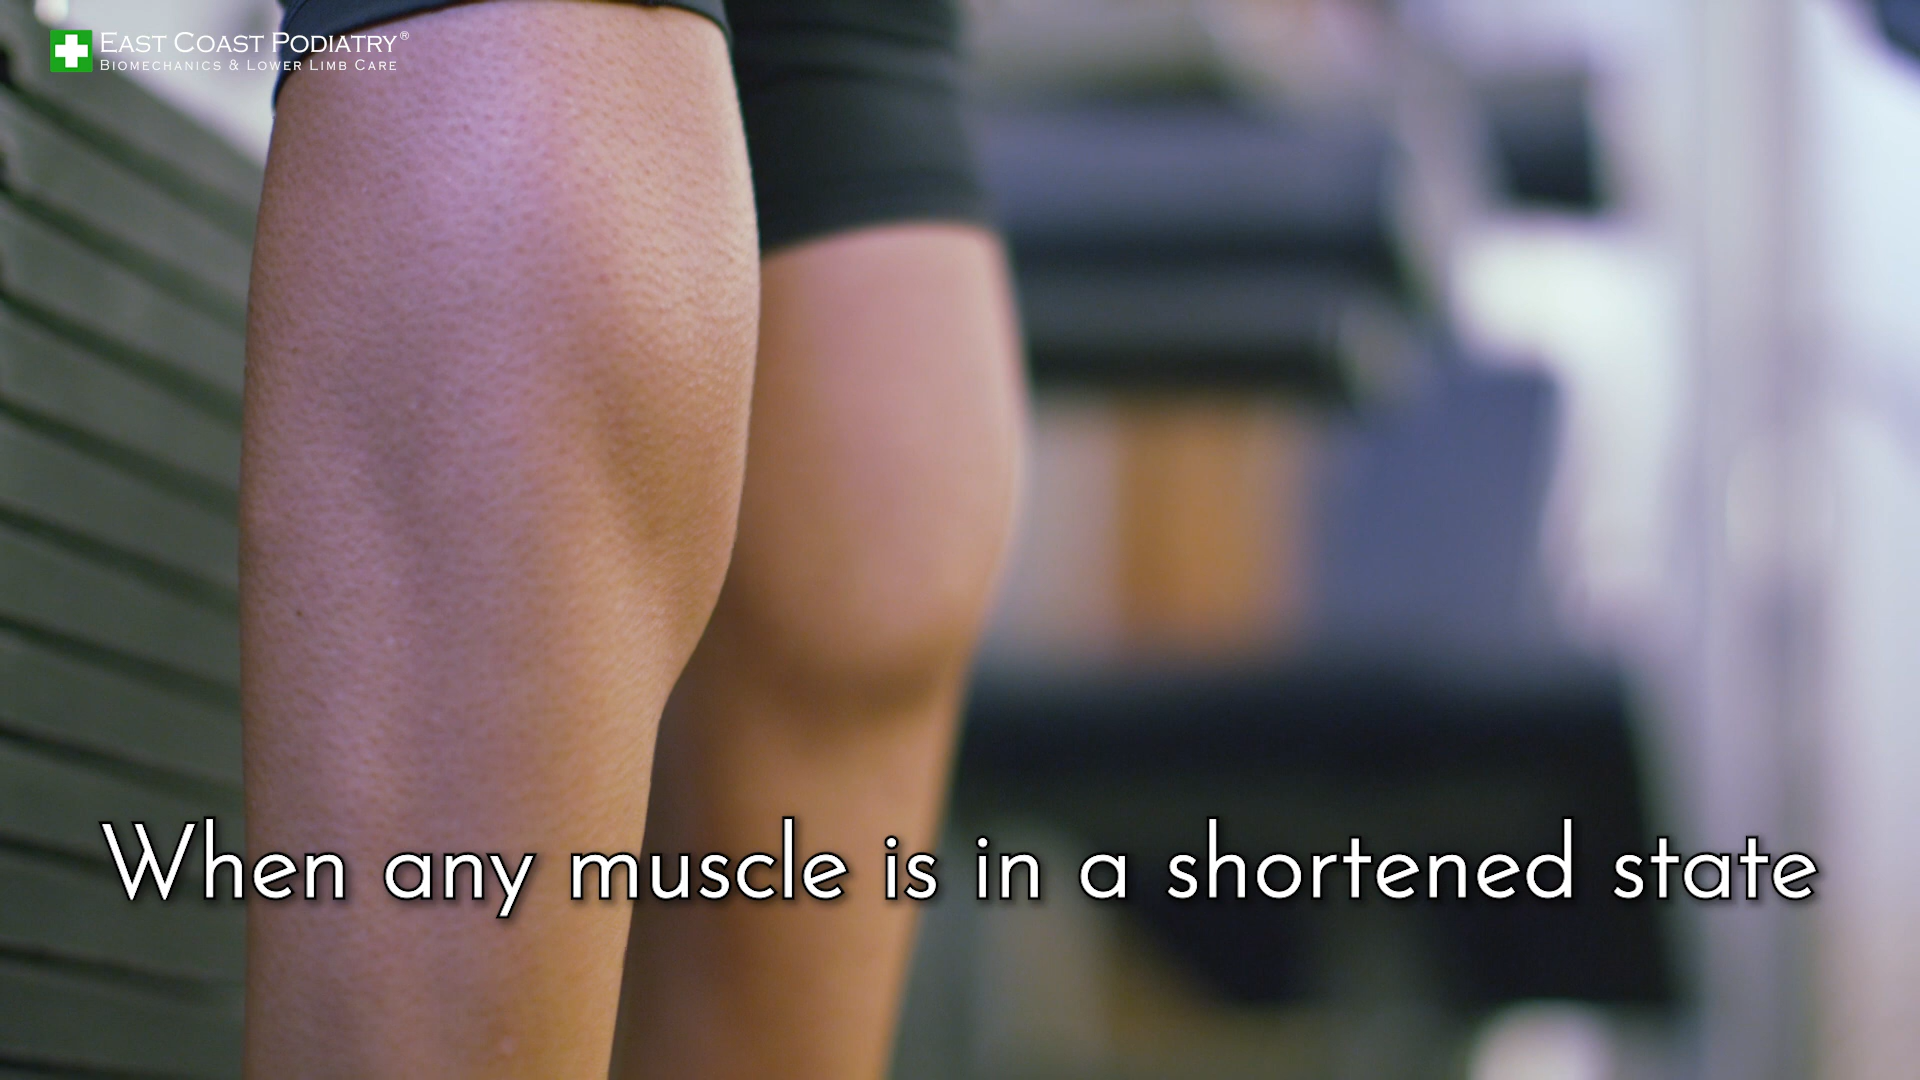 EAST COAST PODIATRY®
BIOMECHANICS & LOWER LIMB CARE
When any muscle is in a shortened state